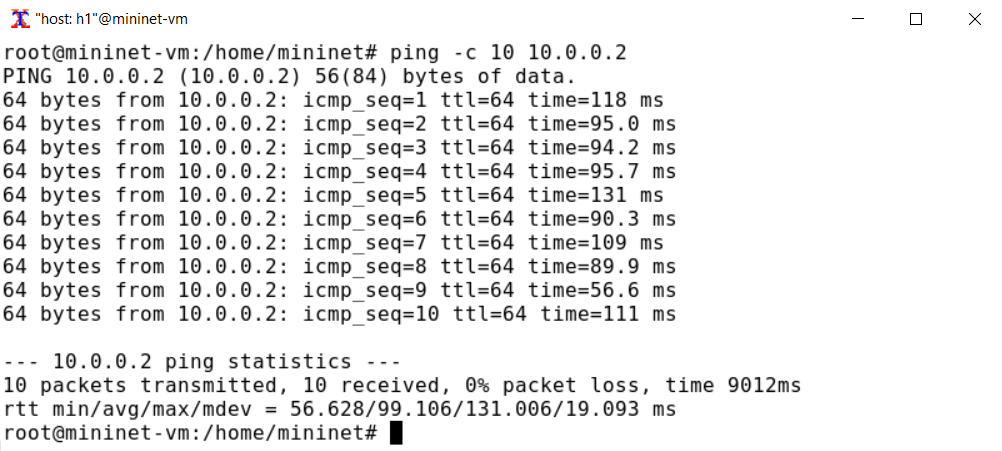 "host: h1"@mininet-vm
root@mininet-vm:/home/mininet# ping -c 10 10.0.0.2
PING 10.0.0.2 (10.0.0.2) 56(84) bytes of data.
64 bytes from 10.0.0.2: icmp_seq=1 ttl=64 time=118 ms
64 bytes from 10.0.0.2: icmp_seq=2 ttl=64 time=95.0 ms
64 bytes from 10.0.0.2: icmp_seq=3 ttl=64 time=94.2 ms
64 bytes from 10.0.0.2: icmp_seq=4 ttl=64 time=95.7 ms
64 bytes from 10.0.0.2: icmp_seq=5 ttl=64 time=131 ms
64 bytes from 10.0.0.2: icmp_seq=6 ttl=64 time=90.3 ms
64 bytes from 10.0.0.2: icmp_seq=7 ttl=64 time=109 ms
64 bytes from 10.0.0.2: icmp_seq=8 ttl=64 time=89.9 ms
64 bytes from 10.0.0.2: icmp_seq=9 ttl=64 time=56.6 ms
64 bytes from 10.0.0.2: icmp_seq=10 ttl=64 time=111 ms
--- 10.0.0.2 ping statistics ---
10 packets transmitted, 10 received, 0% packet loss, time 9012ms
rtt min/avg/max/mdev = 56.628/99.106/131.006/19.093 ms
root@mininet-vm:/home/mininet#